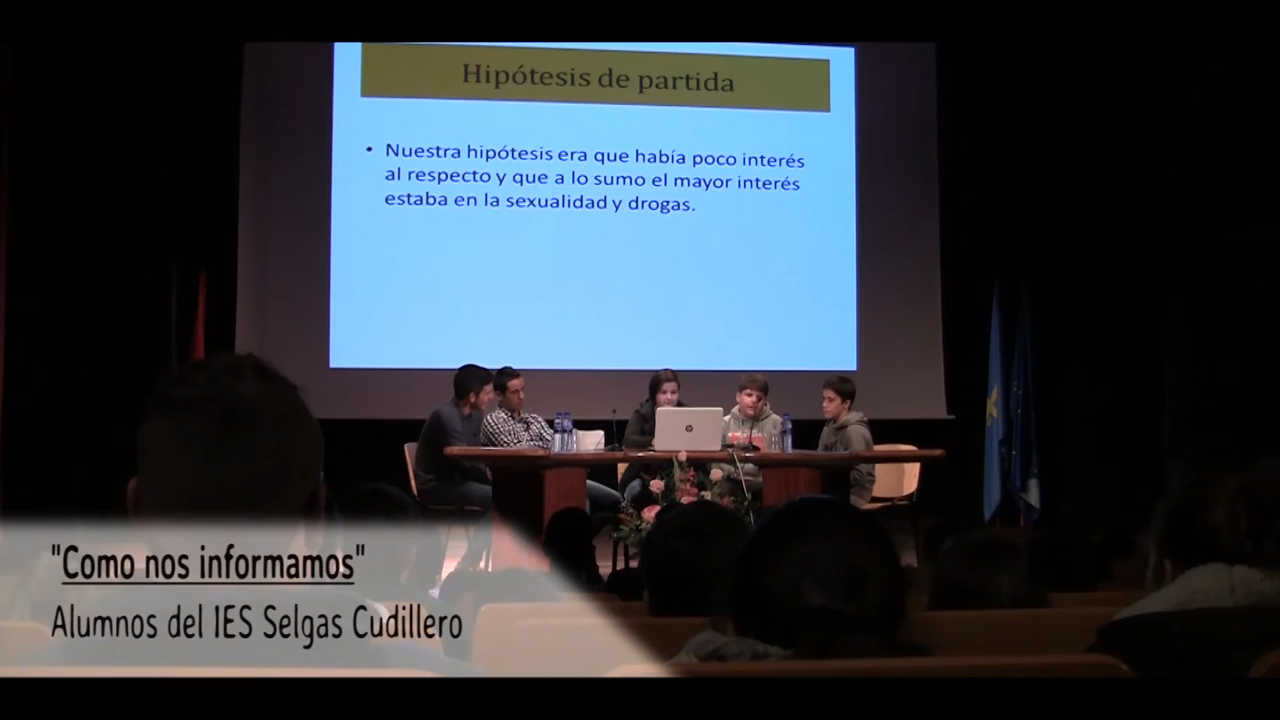 Hipótesis de partida
• Nuestra hipótesis era que había poco interés
al respecto y que a lo sumo el mayor interés
estaba en la sexualidad y drogas.
hp
"Como nos informamos"
Alumnos del IES Selgas Cudillero